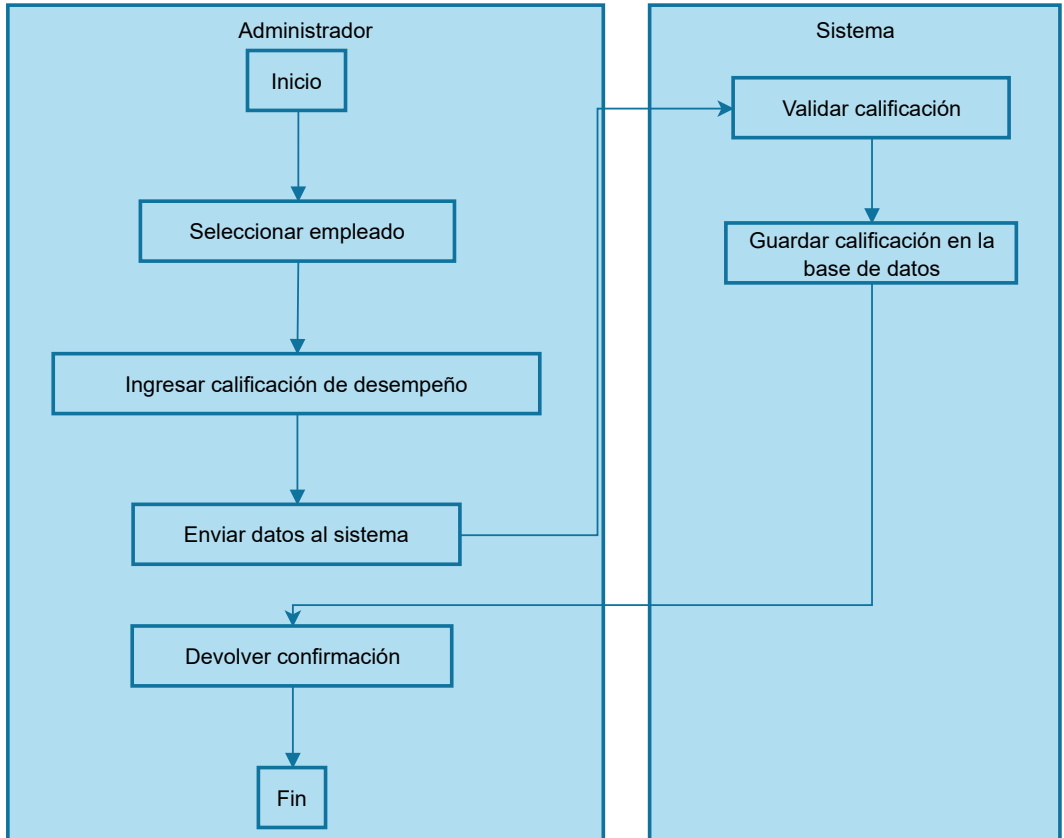 Administrador
Inicio
Seleccionar empleado
Ingresar calificación de desempeño
Enviar datos al sistema
Devolver confirmación
Fin
Sistema
Validar calificación
Guardar calificación en la
base de datos